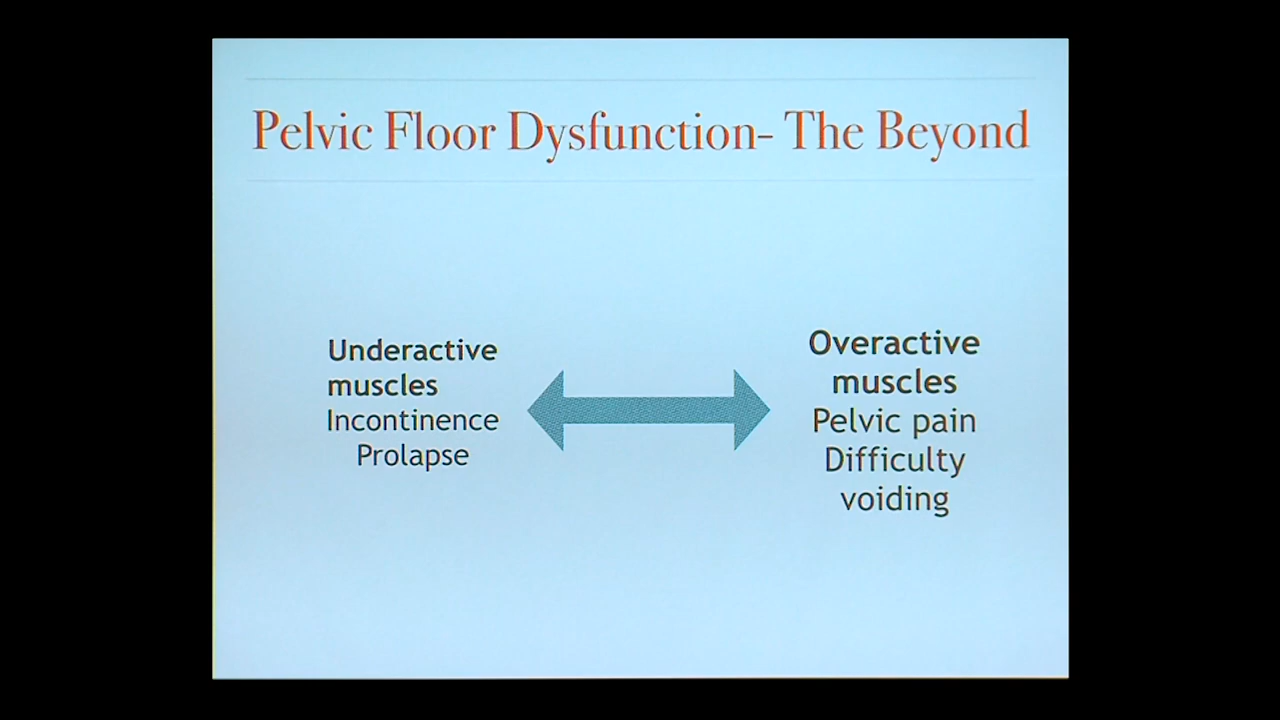 Pelvic Floor Dysfunction- The Beyond
Underactive
muscles
Incontinence
Prolapse
Overactive
muscles
Pelvic pain
Difficulty
voiding